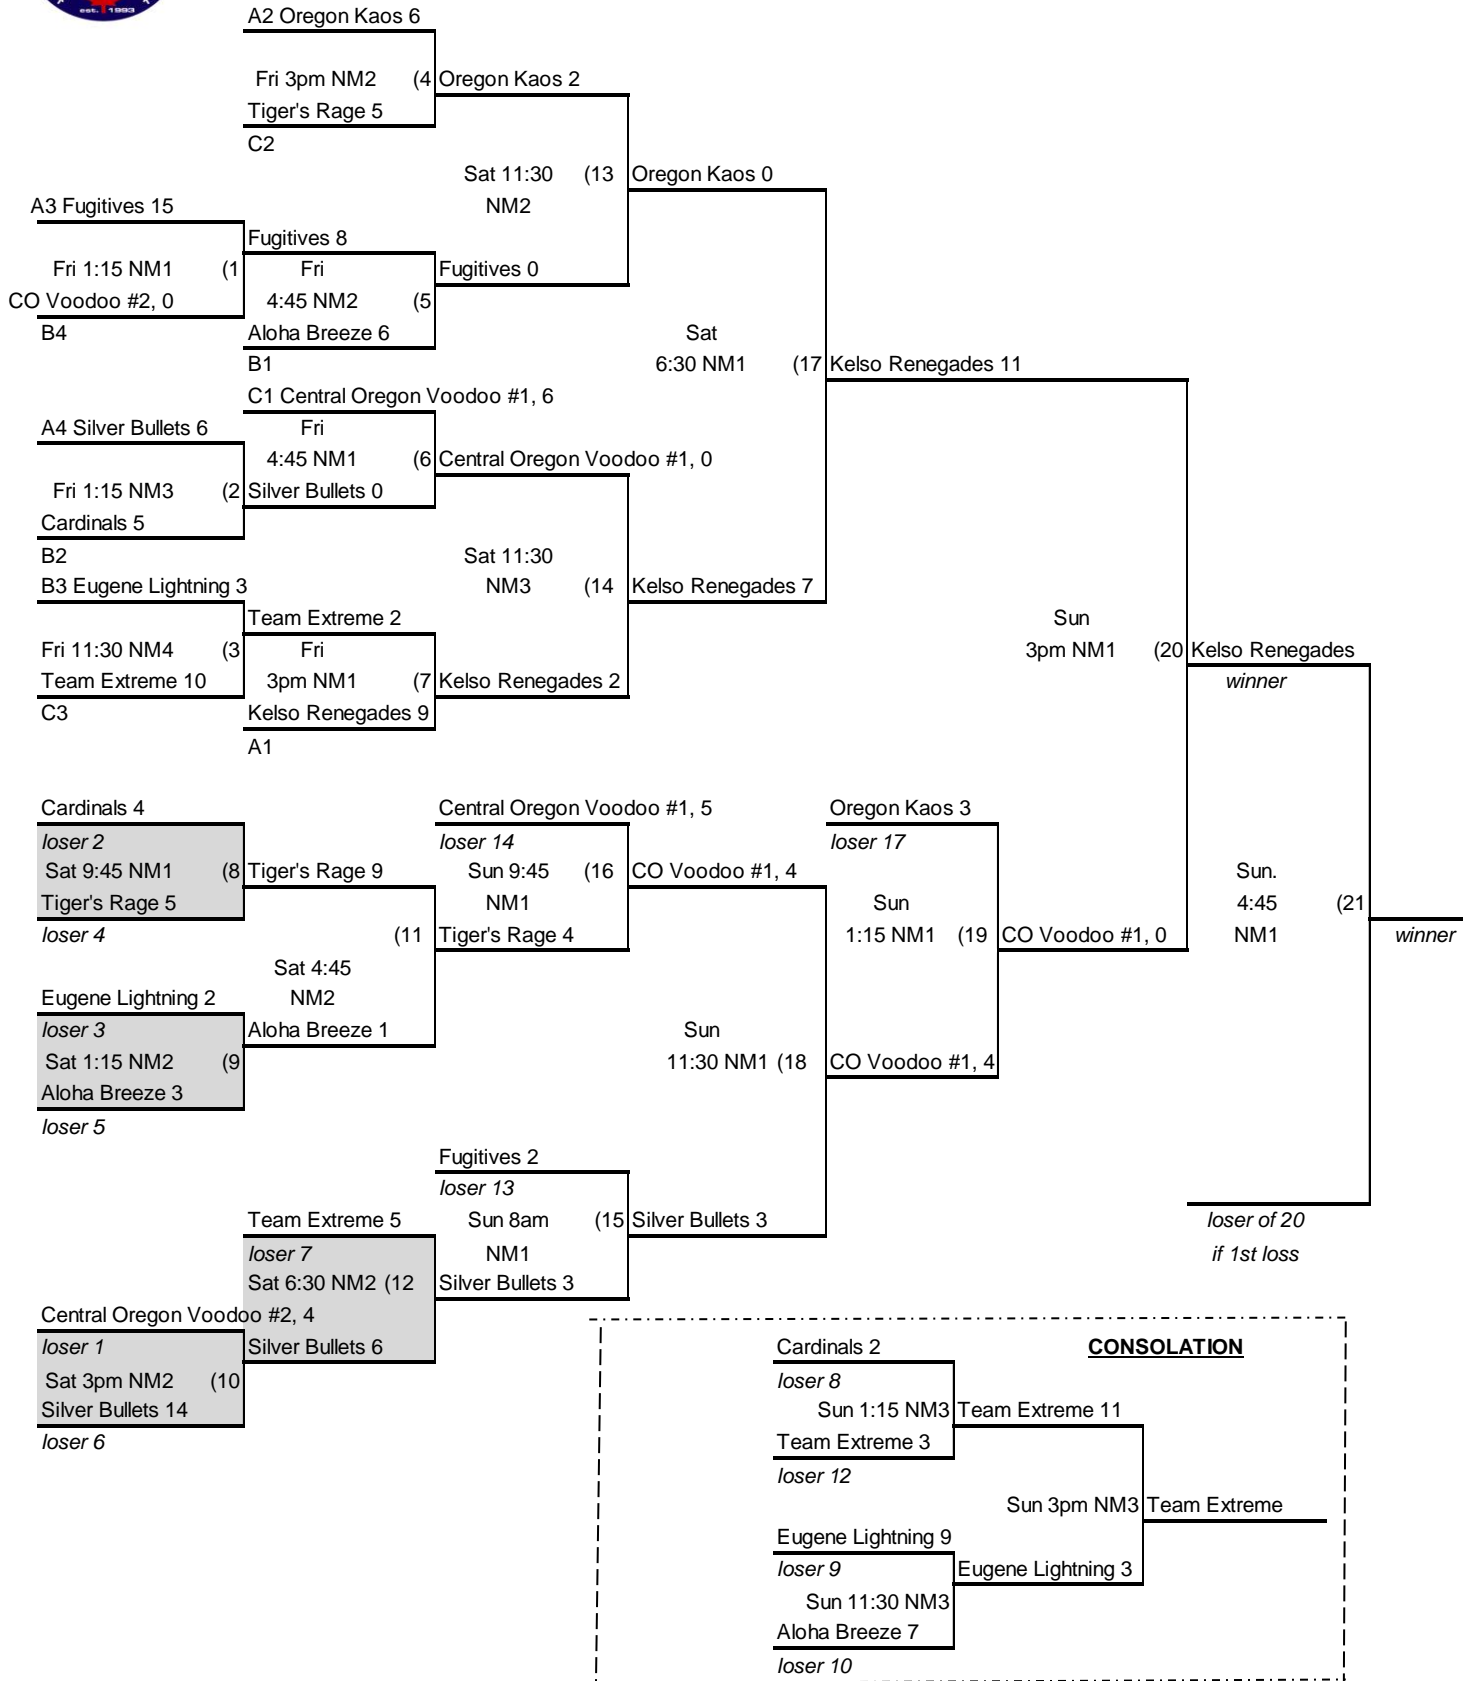 est. 1993
A2 Oregon Kaos 6
Fri 3pm NM2 (4 Oregon Kaos 2
Tiger's Rage 5
C2
Sat 11:30 (13 Oregon Kaos 0
NM2
A3 Fugitives 15
Fugitives 8
Fri 1:15 NM1 (1 Fri Fugitives 0
CO Voodoo #2, 0 4:45 NM2 (5
B4 Aloha Breeze 6 Sat
B1 6:30 NM1 (17 Kelso Renegades 11
C1 Central Oregon Voodoo #1, 6
A4 Silver Bullets 6 Fri
4:45 NM1 (6 Central Oregon Voodoo #1, 0
Fri 1:15 NM3 (2 Silver Bullets 0
Cardinals 5
B2 Sat 11:30
B3 Eugene Lightning 3 NM3 (14 Kelso Renegades 7
Team Extreme 2 Sun
Fri 11:30 NM4 (3 Fri 3pm NM1 (20 Kelso Renegades
Team Extreme 10 3pm NM1 (7 Kelso Renegades 2 winner
C3 Kelso Renegades 9
A1
Cardinals 4 Central Oregon Voodoo #1, 5 Oregon Kaos 3
loser 2 loser 14 loser 17
Sat 9:45 NM1 (8 Tiger's Rage 9 Sun 9:45 (16 CO Voodoo #1, 4 Sun.
Tiger's Rage 5 NM1 Sun 4:45 (21
loser 4 (11 Tiger's Rage 4 1:15 NM1 (19 CO Voodoo #1, 0 NM1 winner
Sat 4:45
Eugene Lightning 2 NM2
loser 3 Aloha Breeze 1 Sun
Sat 1:15 NM2 (9 11:30 NM1 (18 CO Voodoo #1, 4
Aloha Breeze 3
loser 5
Fugitives 2
loser 13
Team Extreme 5 Sun 8am (15 Silver Bullets 3 loser of 20
loser 7 NM1 if 1st loss
Sat 6:30 NM2 (12 Silver Bullets 3
Central Oregon Voodoo #2, 4
loser 1 Silver Bullets 6 Cardinals 2 CONSOLATION
Sat 3pm NM2 (10 loser 8
Silver Bullets 14 Sun 1:15 NM3 Team Extreme 11
loser 6 Team Extreme 3
loser 12
Sun 3pm NM3 Team Extreme
Eugene Lightning 9
loser 9 Eugene Lightning 3
Sun 11:30 NM3
Aloha Breeze 7
loser 10